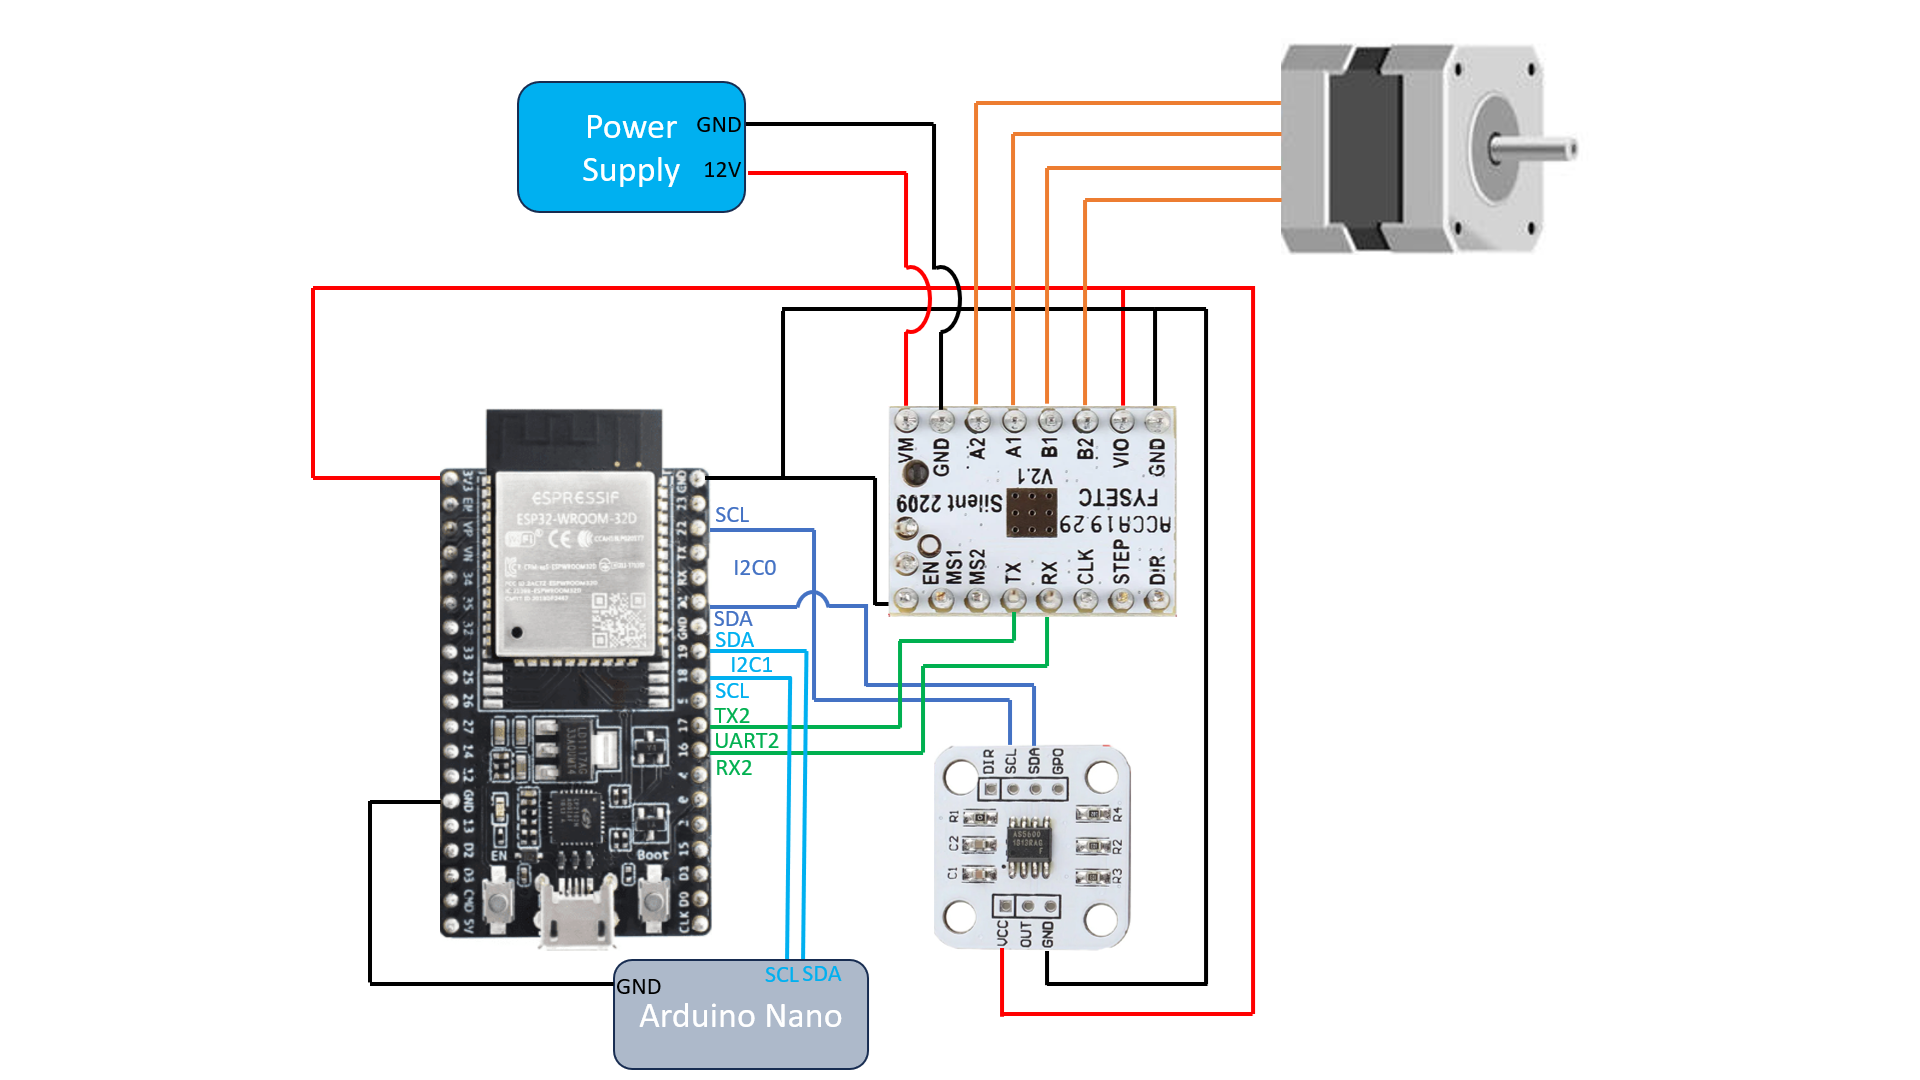 Power
Supply
GND
12V
VM
GND
A2
A1
B1
B2
VIO
GND
V2.1
Silent 2209
FYSETC
ACCA19.29
EN
MS1
MS2
TX
RX
CLK
STEP
DIR
ESPRESSIF
ESP32-WROOM-32D
CE
3V3
EN
VP
VN
34
35
32
33
25
26
27
14
12
GND
13
D2
D3
CMD
5V
GND
23
22
TX
RX
21
GND
19
18
5
17
16
4
0
2
15
D1
D0
CLK
EN
Boot
SCL
I2C0
SDA
SDA
I2C1
SCL
TX2
UART2
RX2
DIR
SCL
SDA
GPO
R1
C2
C1
R4
R2
R3
AS5600
VCC
OUT
GND
GND
SCL
SDA
Arduino Nano